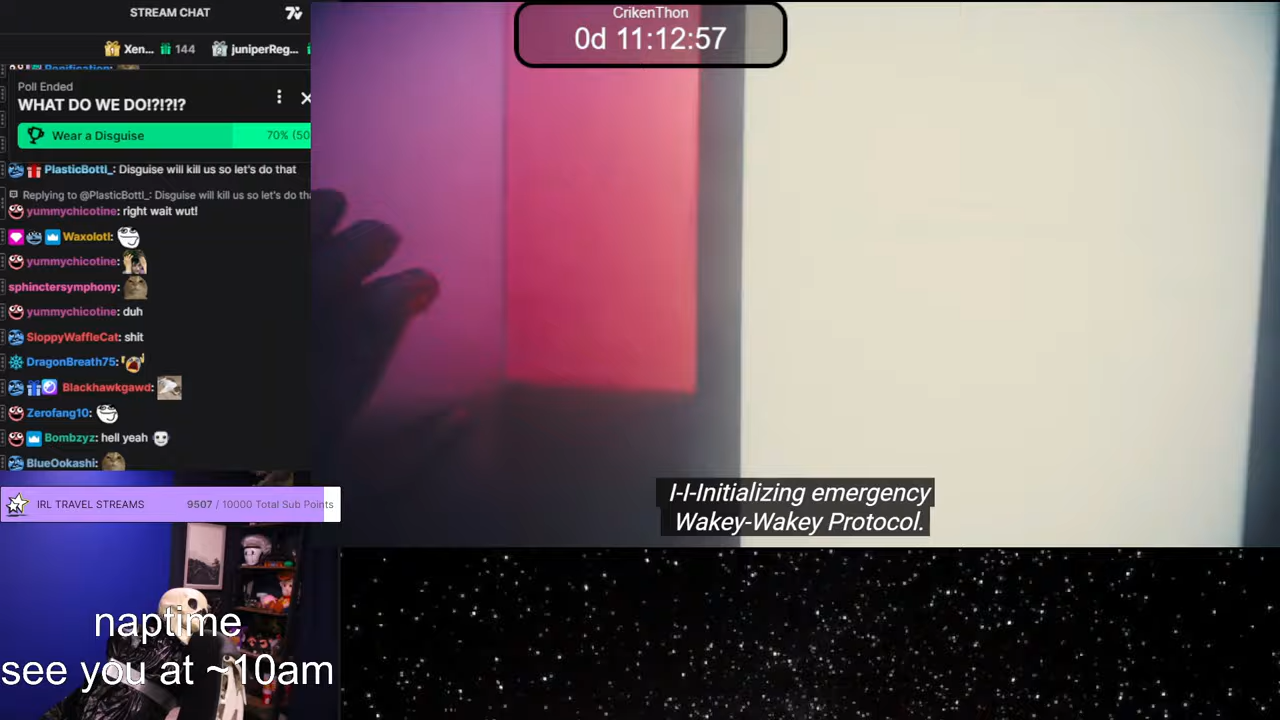 STREAM CHAT
Xen... 144 juniperReg...
Poll Ended
WHAT DO WE DO!?!?!?
Wear a Disguise 70% (50
PlasticBottl_: Disguise will kill us so let's do that
Replying to @PlasticBottl_: Disguise will kill us so let's do tha
yummychicotine: right wait wut!
Waxolotl:
yummychicotine:
sphinctersymphony:
yummychicotine: duh
SloppyWaffleCat: shit
DragonBreath75:
Blackhawkgawd:
Zerofang10:
Bombzyz: hell yeah
BlueOokashi:
IRL TRAVEL STREAMS 9507 / 10000 Total Sub Points
naptime
see you at ~10am
CrikenThon
0d 11:12:57
I-I-Initializing emergency
Wakey-Wakey Protocol.